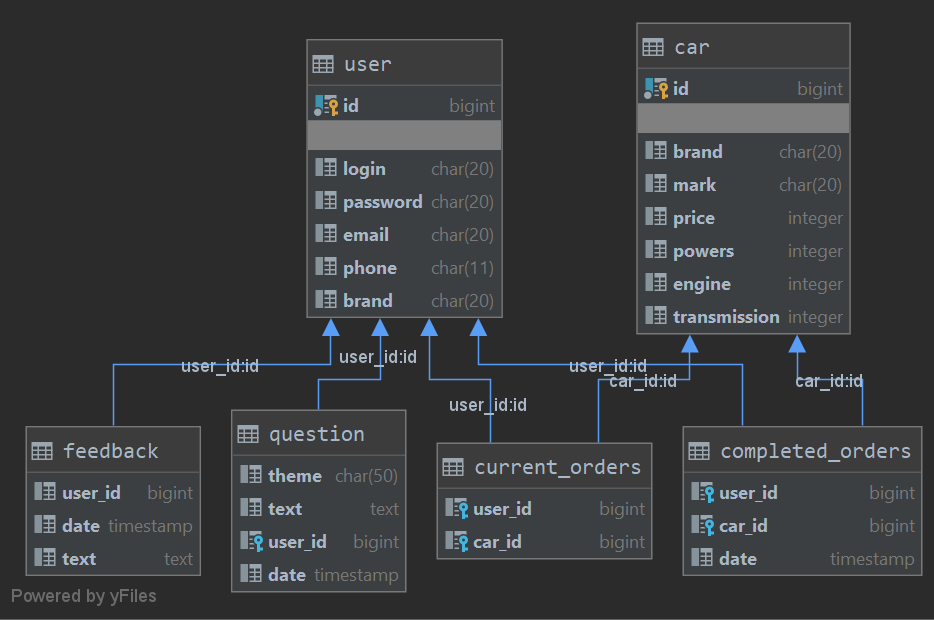 user
id bigint
login char(20)
password char(20)
email char(20)
phone char(11)
brand char(20)
car
id bigint
brand char(20)
mark char(20)
price integer
powers integer
engine integer
transmission integer
user_id:id
user_id:id
user_id:id
user_id:id
car_id:id
car_id:id
feedback
user_id bigint
date timestamp
text text
question
theme char(50)
text text
user_id bigint
date timestamp
current_orders
user_id bigint
car_id bigint
completed_orders
user_id bigint
car_id bigint
date timestamp
Powered by yFiles